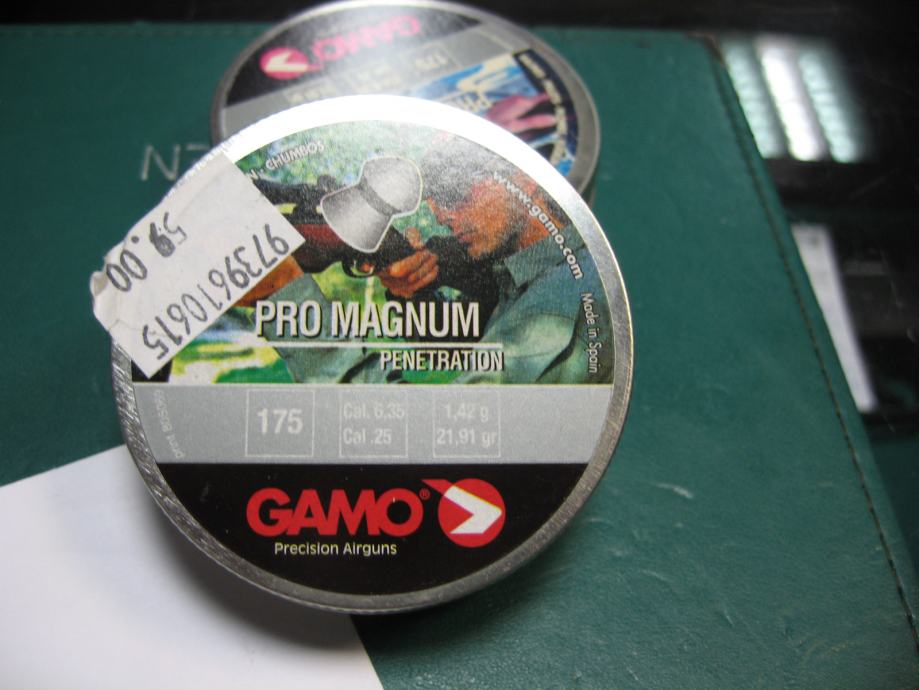 GAMO
175
N - CHUMBOS
www.gamo.com
Made in Spain
59.00
9739610615
PRO MAGNUM
PENETRATION
175
Cal. 6,35
Cal .25
1,42 g
21,91 gr
GAMO®
Precision Airguns